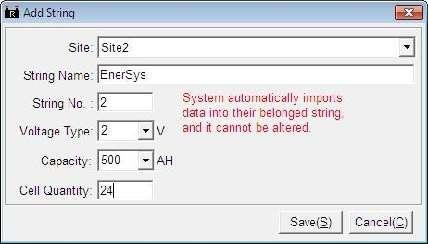 Add String
Site: Site2
String Name: EnerSys
String No. : 2
System automatically imports
data into their belonged string,
and it cannot be altered.
Voltage Type: 2 V
Capacity: 500 AH
Cell Quantity: 24
Save(S) Cancel(C)